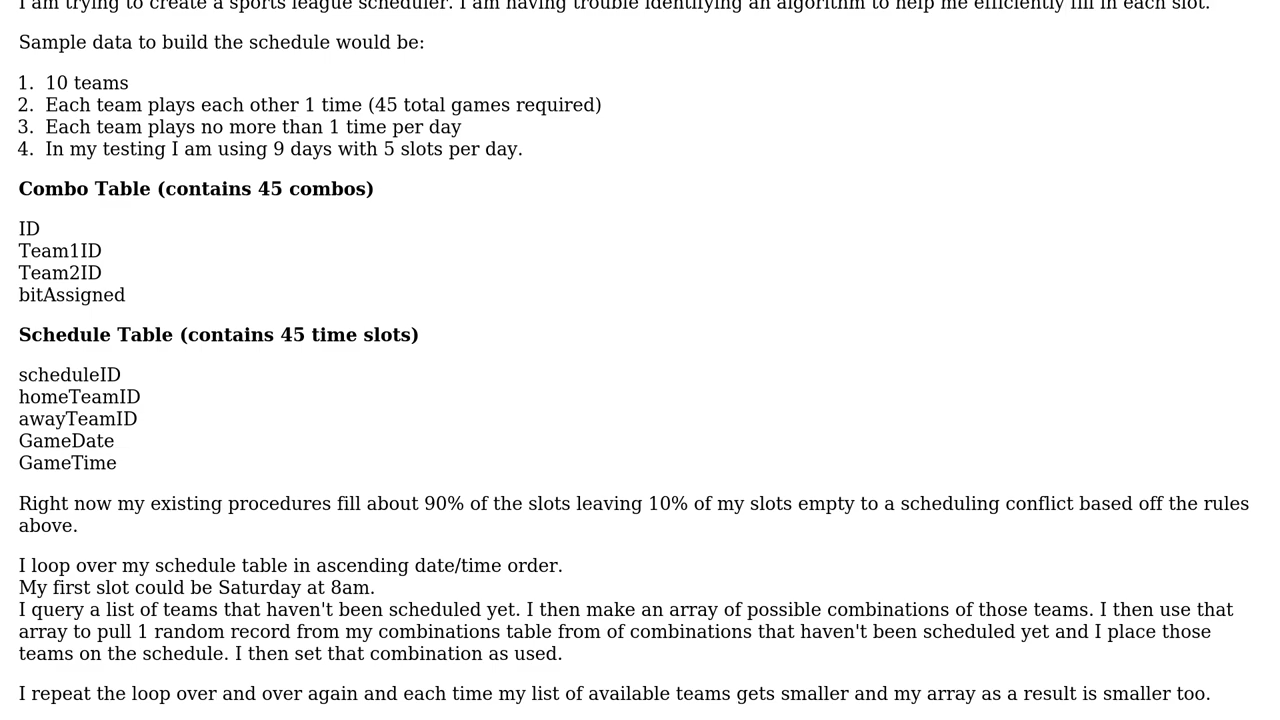 I am trying to create a sports league scheduler. I am having trouble identifying an algorithm to help me efficiently fill in each slot.
Sample data to build the schedule would be:
1. 10 teams
2. Each team plays each other 1 time (45 total games required)
3. Each team plays no more than 1 time per day
4. In my testing I am using 9 days with 5 slots per day.
Combo Table (contains 45 combos)
ID
Team1ID
Team2ID
bitAssigned
Schedule Table (contains 45 time slots)
scheduleID
homeTeamID
awayTeamID
GameDate
GameTime
Right now my existing procedures fill about 90% of the slots leaving 10% of my slots empty to a scheduling conflict based off the rules
above.
I loop over my schedule table in ascending date/time order.
My first slot could be Saturday at 8am.
I query a list of teams that haven't been scheduled yet. I then make an array of possible combinations of those teams. I then use that
array to pull 1 random record from my combinations table from of combinations that haven't been scheduled yet and I place those
teams on the schedule. I then set that combination as used.
I repeat the loop over and over again and each time my list of available teams gets smaller and my array as a result is smaller too.